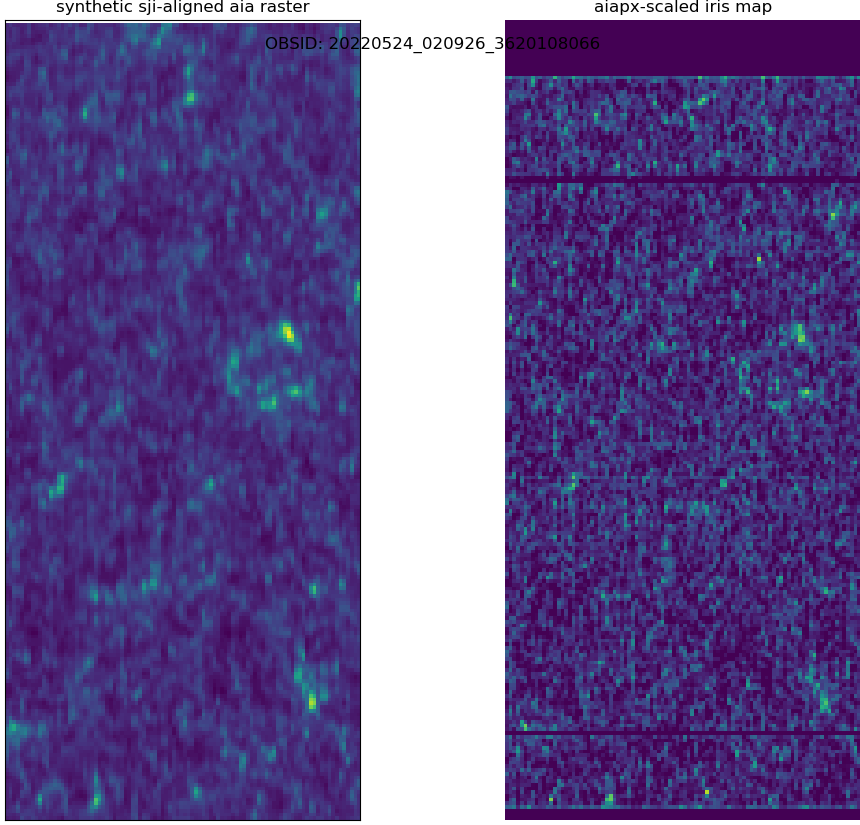 synthetic sji-aligned aia raster
aiapx-scaled iris map
OBSID: 20220524_020926_3620108066